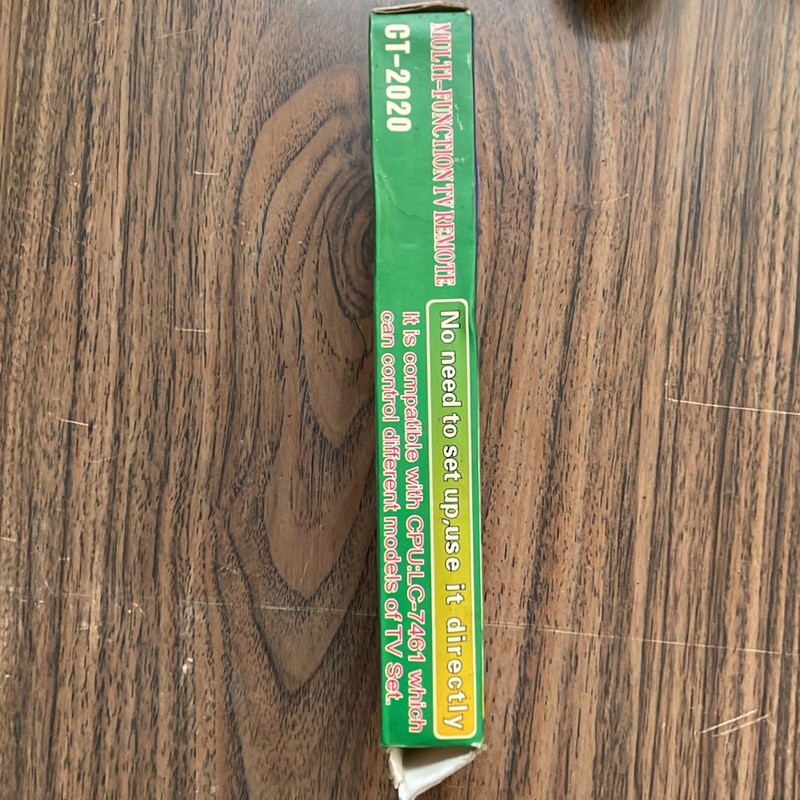 MULTI-FUNCTION TV REMOTE
CT-2020
No need to set up,use it directly
It is compatible with CPU:LC-7461 which
can control different models of TV Set.